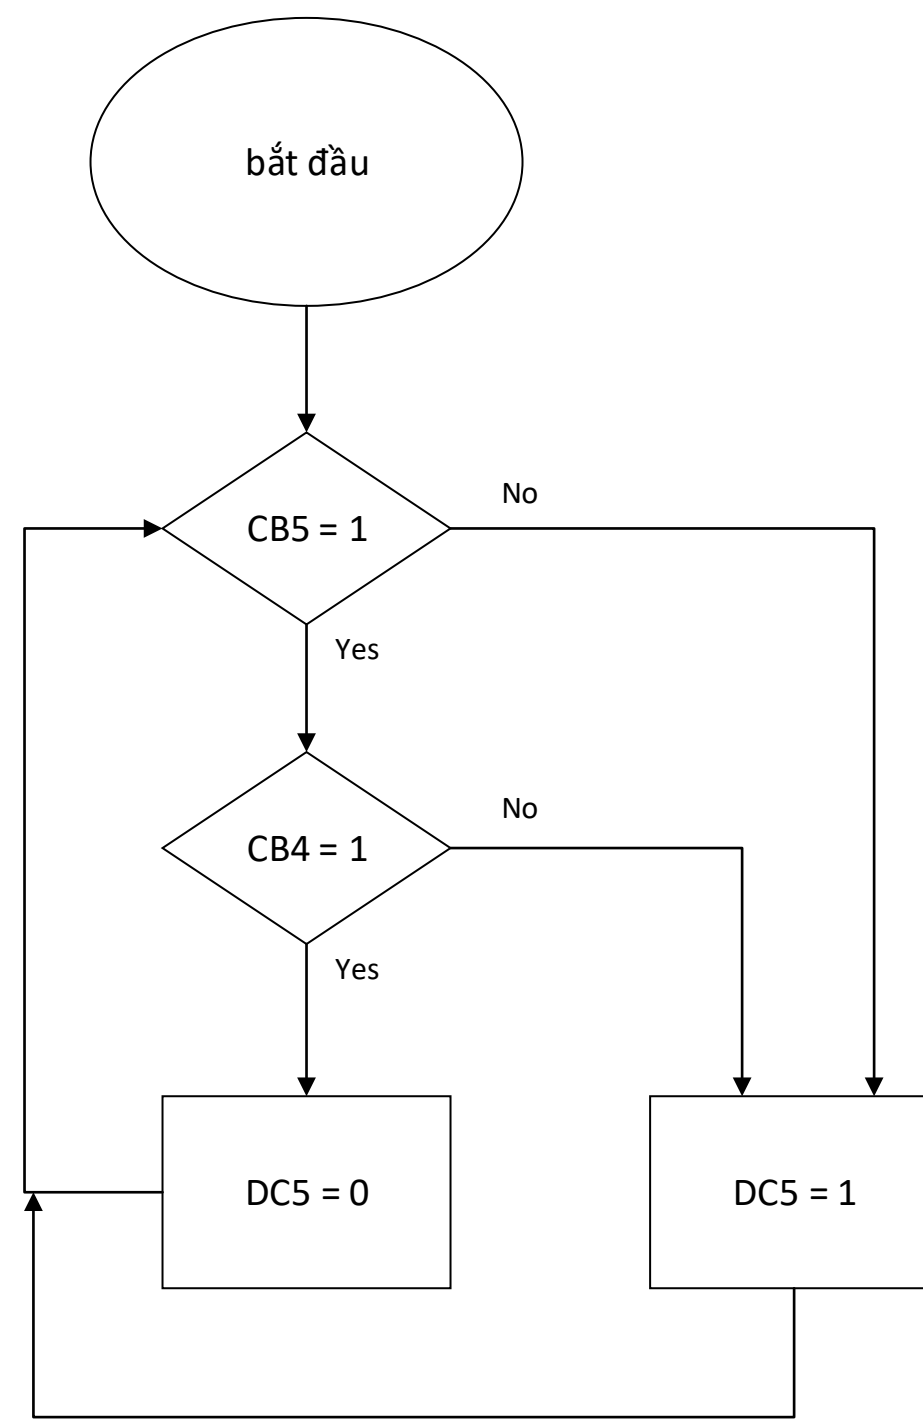 bắt đầu
No
CB5 = 1
Yes
No
CB4 = 1
Yes
DC5 = 0
DC5 = 1